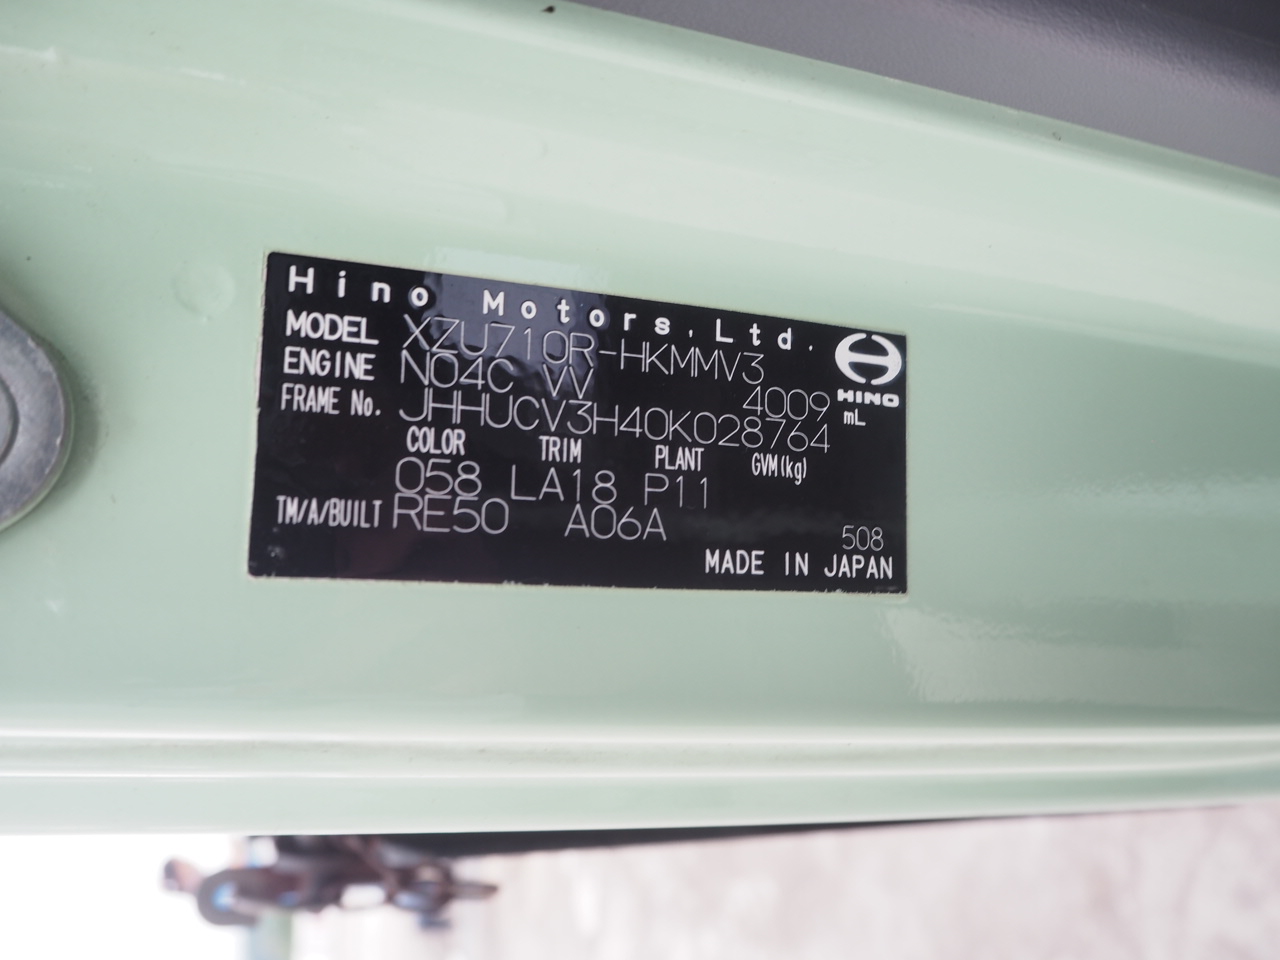 Hino Motors, Ltd.
MODEL XZU710R-HKMMV3
ENGINE N04C VV 4009 mL
HINO
FRAME No. JHHUCV3H40K028764
COLOR TRIM PLANT GVM(kg)
058 LA18 P11
TM/A/BUILT RE50 A06A
508
MADE IN JAPAN